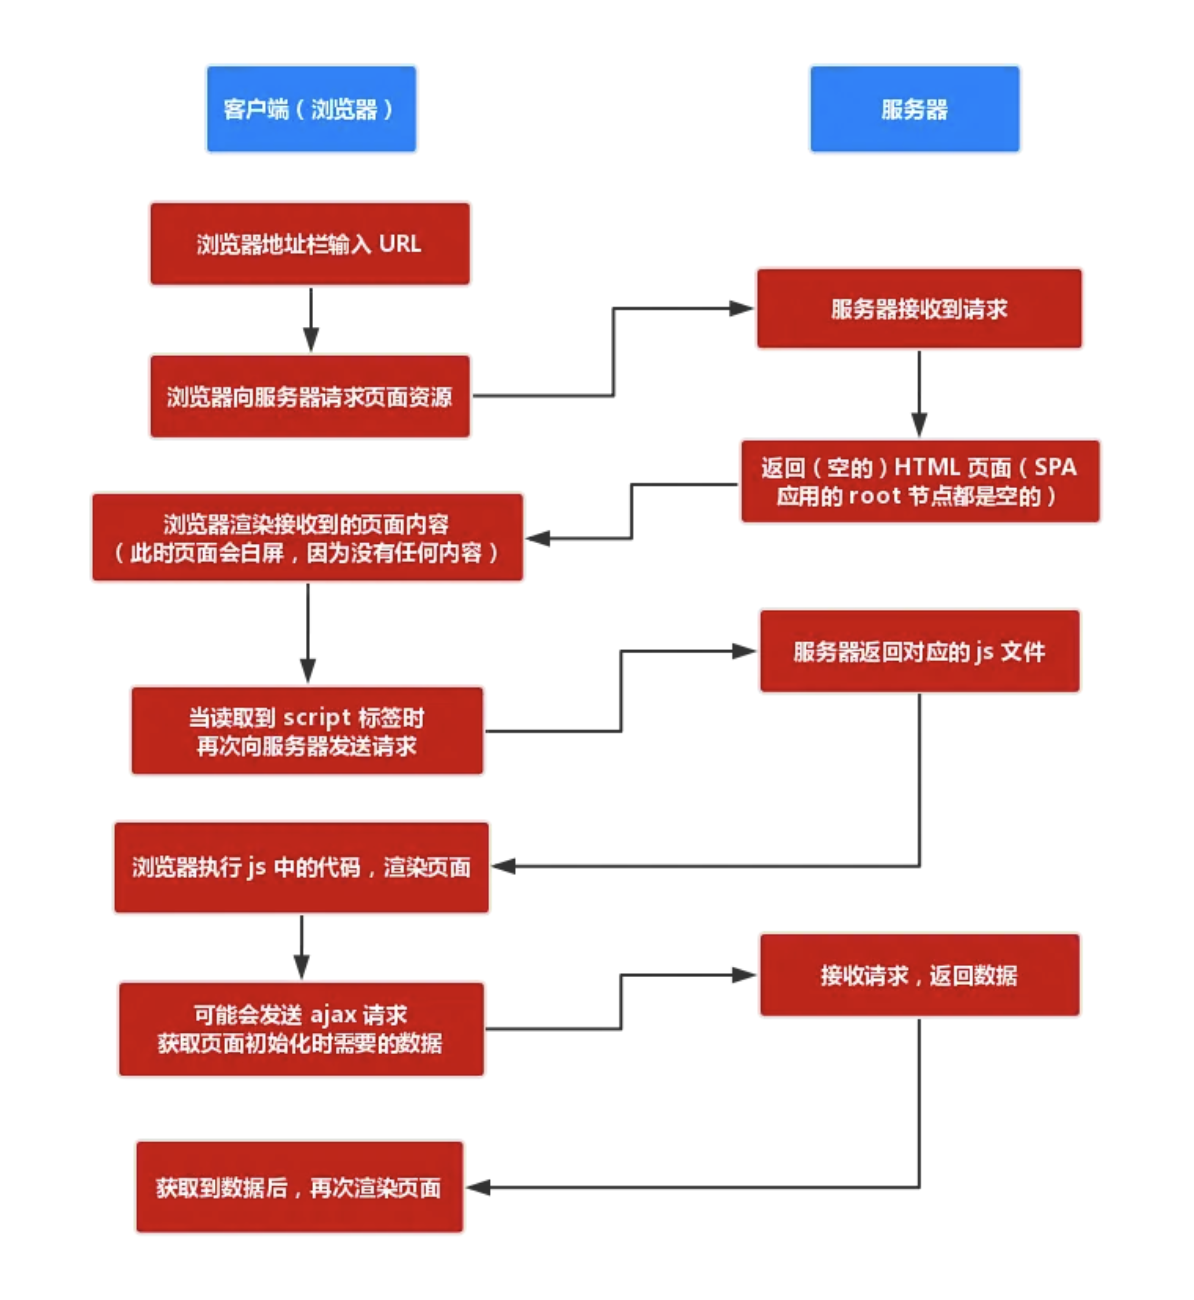 客户端（浏览器）
服务器
浏览器地址栏输入 URL
服务器接收到请求
浏览器向服务器请求页面资源
返回（空的）HTML 页面（SPA
应用的 root 节点都是空的）
浏览器渲染接收到的页面内容
（此时页面会白屏，因为没有任何内容）
服务器返回对应的 js 文件
当读取到 script 标签时
再次向服务器发送请求
浏览器执行 js 中的代码，渲染页面
接收请求，返回数据
可能会发送 ajax 请求
获取页面初始化时需要的数据
获取到数据后，再次渲染页面